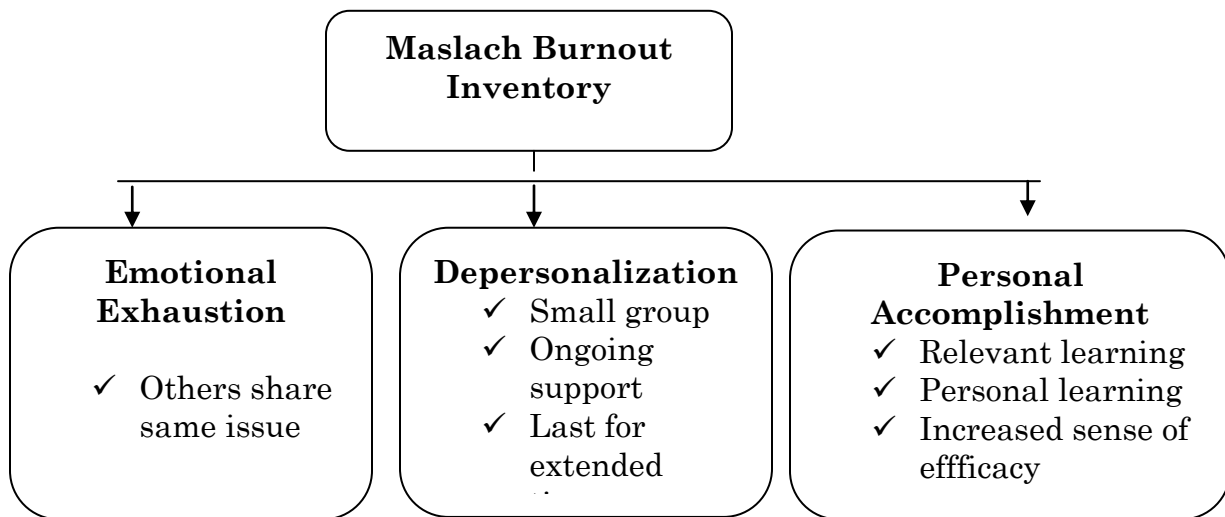 Maslach Burnout
Inventory
Emotional
Exhaustion
✓ Others share
same issue
Depersonalization
✓ Small group
✓ Ongoing
support
✓ Last for
extended
Personal
Accomplishment
✓ Relevant learning
✓ Personal learning
✓ Increased sense of
effficacy